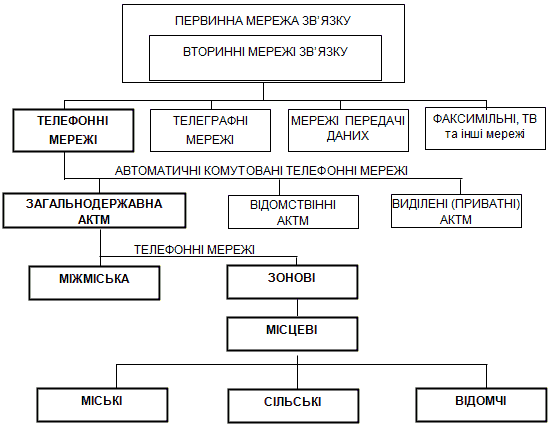 ПЕРВИННА МЕРЕЖА ЗВ’ЯЗКУ
ВТОРИННІ МЕРЕЖІ ЗВ’ЯЗКУ
ТЕЛЕФОННІ
МЕРЕЖІ
ТЕЛЕГРАФНІ
МЕРЕЖІ
МЕРЕЖІ ПЕРЕДАЧІ
ДАНИХ
ФАКСИМІЛЬНІ, ТВ
та інші мережі
АВТОМАТИЧНІ КОМУТОВАНІ ТЕЛЕФОННІ МЕРЕЖІ
ЗАГАЛЬНОДЕРЖАВНА
АКТМ
ВІДОМСТВІННІ
АКТМ
ВИДІЛЕНІ (ПРИВАТНІ)
АКТМ
ТЕЛЕФОННІ МЕРЕЖІ
МІЖМІСЬКА
ЗОНОВІ
МІСЦЕВІ
МІСЬКІ
СІЛЬСЬКІ
ВІДОМЧІ